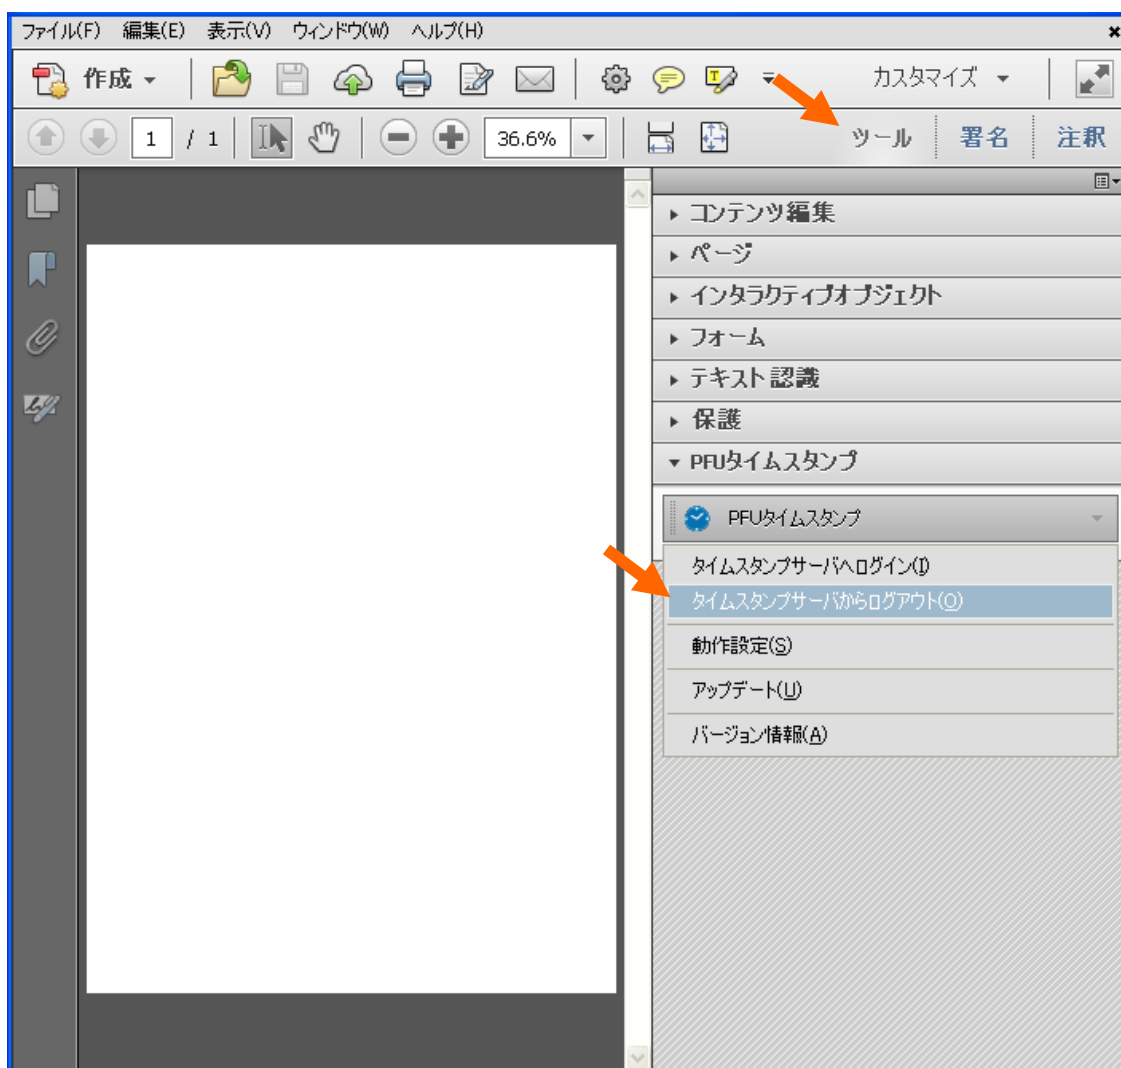 ファイル(F) 編集(E) 表示(V) ウィンドウ(W) ヘルプ(H)
作成 カスタマイズ
1 / 1 36.6% ツール 署名 注釈
コンテンツ編集
ページ
インタラクティブオブジェクト
フォーム
テキスト認識
保護
PFUタイムスタンプ
PFUタイムスタンプ
タイムスタンプサーバへログイン(I)
タイムスタンプサーバからログアウト(O)
動作設定(S)
アップデート(U)
バージョン情報(A)